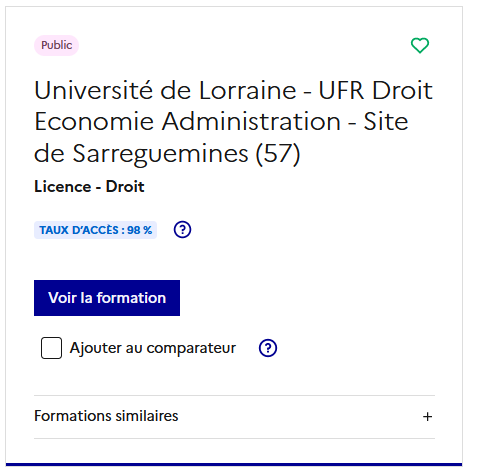 Public
Université de Lorraine - UFR Droit
Economie Administration - Site
de Sarreguemines (57)
Licence - Droit
TAUX D'ACCÈS : 98 %
?
Voir la formation
Ajouter au comparateur
?
Formations similaires
+